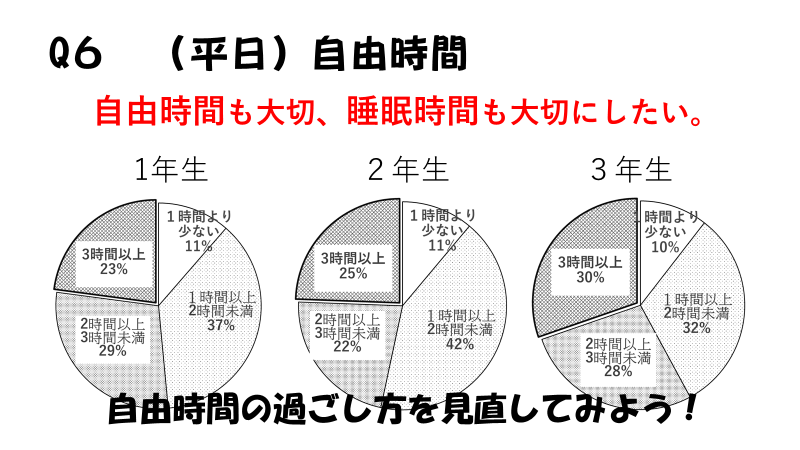 Q6　（平日）自由時間
自由時間も大切、睡眠時間も大切にしたい。
1年生
1時間より
少ない
11%
1時間以上
2時間未満
37%
2時間以上
3時間未満
29%
3時間以上
23%
2年生
1時間より
少ない
11%
1時間以上
2時間未満
42%
2時間以上
3時間未満
22%
3時間以上
25%
3年生
1時間より
少ない
10%
1時間以上
2時間未満
32%
2時間以上
3時間未満
28%
3時間以上
30%
自由時間の過ごし方を見直してみよう！